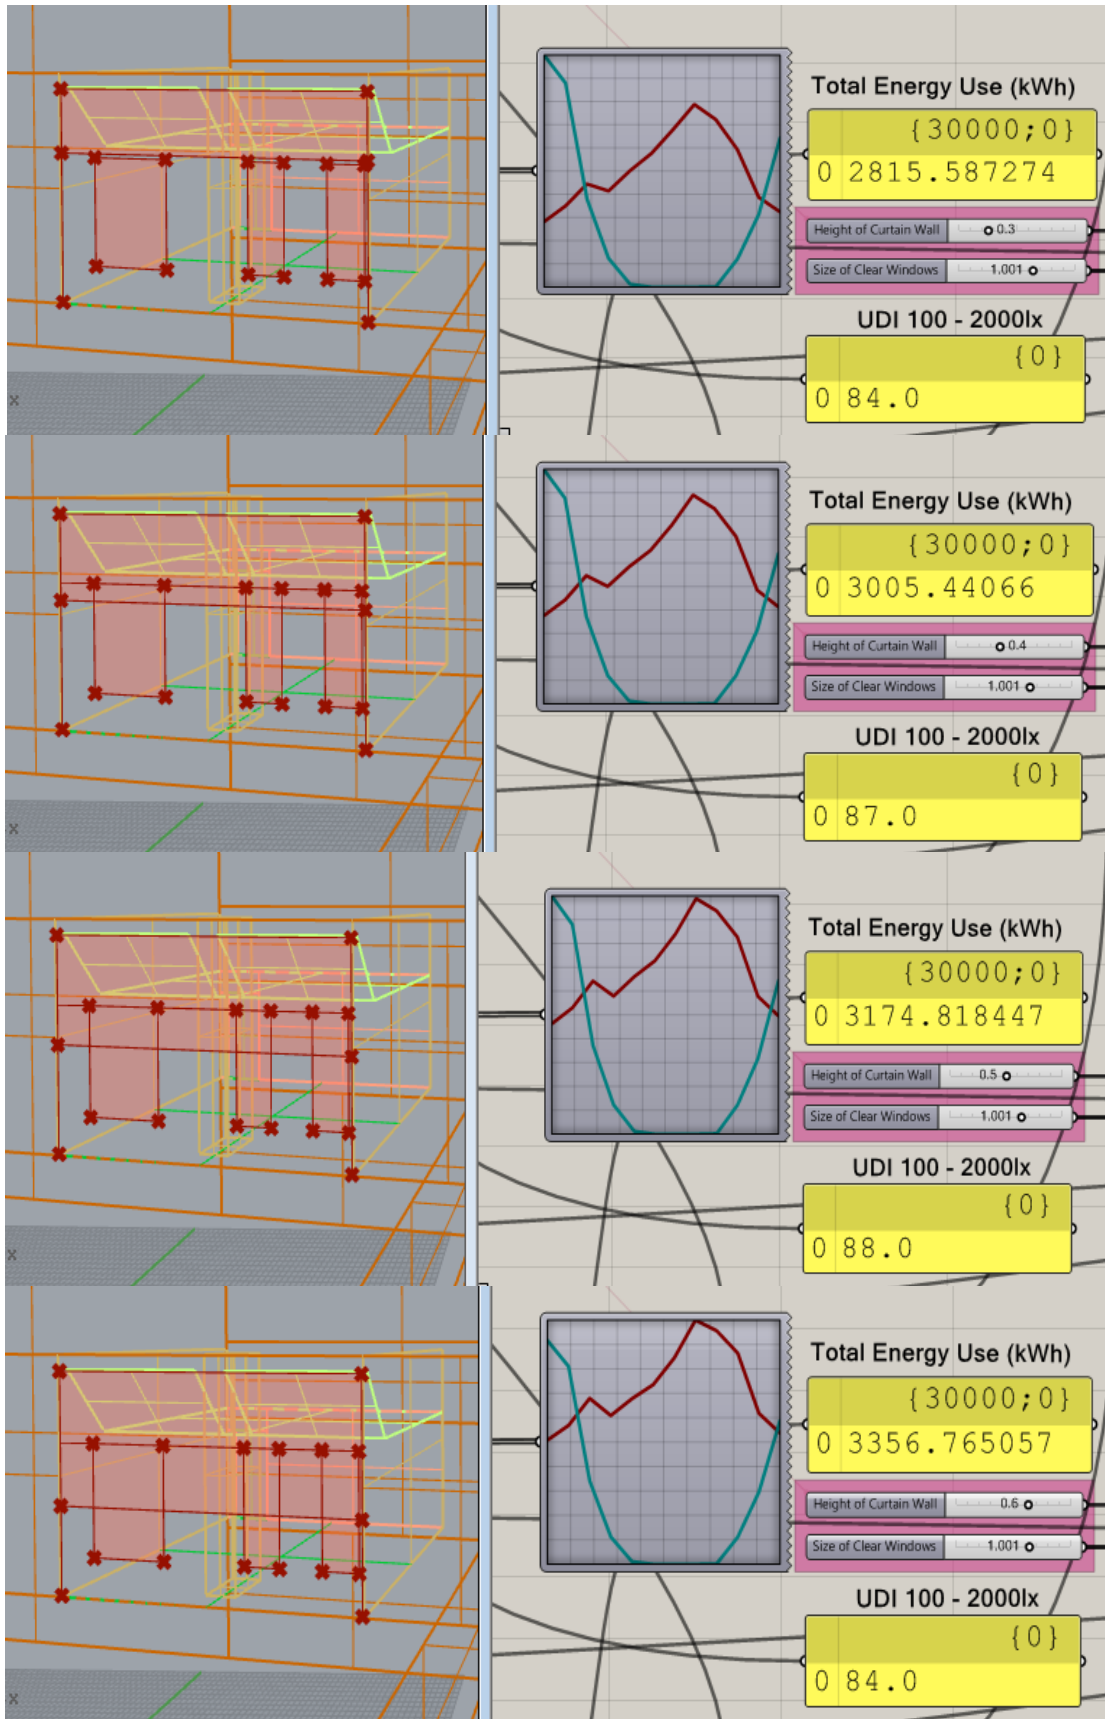 Total Energy Use (kWh)
{30000;0}
0 2815.587274
Height of Curtain Wall 0.3
Size of Clear Windows 1.001
UDI 100 - 2000lx
{0}
0 84.0
x
Total Energy Use (kWh)
{30000;0}
0 3005.44066
Height of Curtain Wall 0.4
Size of Clear Windows 1.001
UDI 100 - 2000lx
{0}
0 87.0
x
Total Energy Use (kWh)
{30000;0}
0 3174.818447
Height of Curtain Wall 0.5
Size of Clear Windows 1.001
UDI 100 - 2000lx
{0}
0 88.0
x
Total Energy Use (kWh)
{30000;0}
0 3356.765057
Height of Curtain Wall 0.6
Size of Clear Windows 1.001
UDI 100 - 2000lx
{0}
0 84.0
x